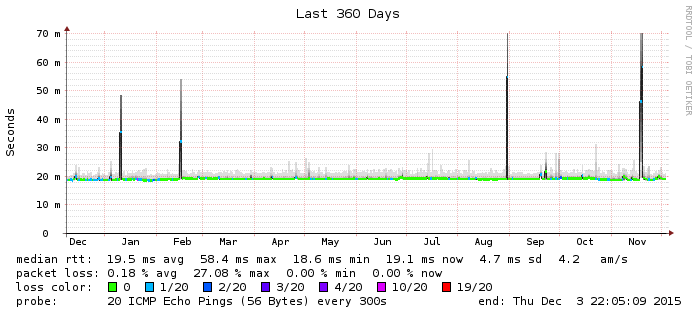 Last 360 Days
RRDTOOL / TOBI OETIKER
Seconds
70 m
60 m
50 m
40 m
30 m
20 m
10 m
0
Dec Jan Feb Mar Apr May Jun Jul Aug Sep Oct Nov
median rtt: 19.5 ms avg 58.4 ms max 18.6 ms min 19.1 ms now 4.7 ms sd 4.2 am/s
packet loss: 0.18 % avg 27.08 % max 0.00 % min 0.00 % now
loss color: 0 1/20 2/20 3/20 4/20 10/20 19/20
probe: 20 ICMP Echo Pings (56 Bytes) every 300s end: Thu Dec 3 22:05:09 2015